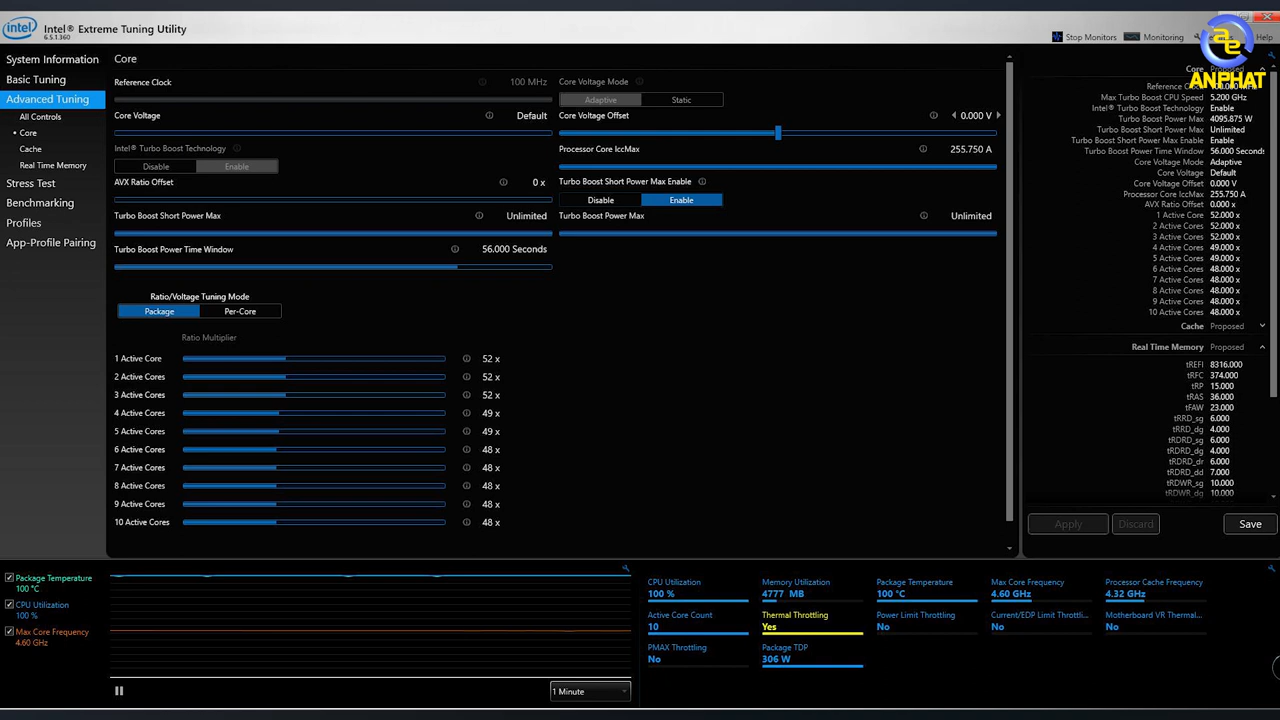 intel
Intel® Extreme Tuning Utility
6.5.1.360
Stop Monitors
Monitoring
Help
ae
ANPHAT
System Information
Basic Tuning
Advanced Tuning
All Controls
• Core
Cache
Real Time Memory
Stress Test
Benchmarking
Profiles
App-Profile Pairing
Core
Reference Clock 100 MHz
Core Voltage Default
Intel® Turbo Boost Technology
Disable Enable
AVX Ratio Offset 0 x
Turbo Boost Short Power Max Unlimited
Turbo Boost Power Time Window 56.000 Seconds
Core Voltage Mode
Adaptive Static
Core Voltage Offset 0.000 V
Processor Core IccMax 255.750 A
Turbo Boost Short Power Max Enable
Disable Enable
Turbo Boost Power Max Unlimited
Ratio/Voltage Tuning Mode
Package Per-Core
Ratio Multiplier
1 Active Core 52 x
2 Active Cores 52 x
3 Active Cores 52 x
4 Active Cores 49 x
5 Active Cores 49 x
6 Active Cores 48 x
7 Active Cores 48 x
8 Active Cores 48 x
9 Active Cores 48 x
10 Active Cores 48 x
Core
Reference
Max Turbo Boost CPU Speed 5.200 GHz
Intel® Turbo Boost Technology Enable
Turbo Boost Power Max 4095.875 W
Turbo Boost Short Power Max Unlimited
Turbo Boost Short Power Max Enable Enable
Turbo Boost Power Time Window 56.000 Seconds
Core Voltage Mode Adaptive
Core Voltage Default
Core Voltage Offset 0.000 V
Processor Core IccMax 255.750 A
AVX Ratio Offset 0.000 x
1 Active Core 52.000 x
2 Active Cores 52.000 x
3 Active Cores 52.000 x
4 Active Cores 49.000 x
5 Active Cores 49.000 x
6 Active Cores 48.000 x
7 Active Cores 48.000 x
8 Active Cores 48.000 x
9 Active Cores 48.000 x
10 Active Cores 48.000 x
Cache Proposed
Real Time Memory Proposed
tREFI 8316.000
tRFC 374.000
tRP 15.000
tRAS 36.000
tFAW 23.000
tRRD_sg 6.000
tRRD_dg 4.000
tRDRD_sg 6.000
tRDRD_dg 4.000
tRDRD_dr 6.000
tRDRD_dd 7.000
tRDWR_sg 10.000
tRDWR_dg 10.000
Apply Discard Save
Package Temperature
100 °C
CPU Utilization
100 %
Max Core Frequency
4.60 GHz
1 Minute
CPU Utilization
100 %
Memory Utilization
4777 MB
Package Temperature
100 °C
Max Core Frequency
4.60 GHz
Processor Cache Frequency
4.32 GHz
Active Core Count
10
Thermal Throttling
Yes
Power Limit Throttling
No
Current/EDP Limit Throttli...
No
Motherboard VR Thermal...
No
PMAX Throttling
No
Package TDP
306 W